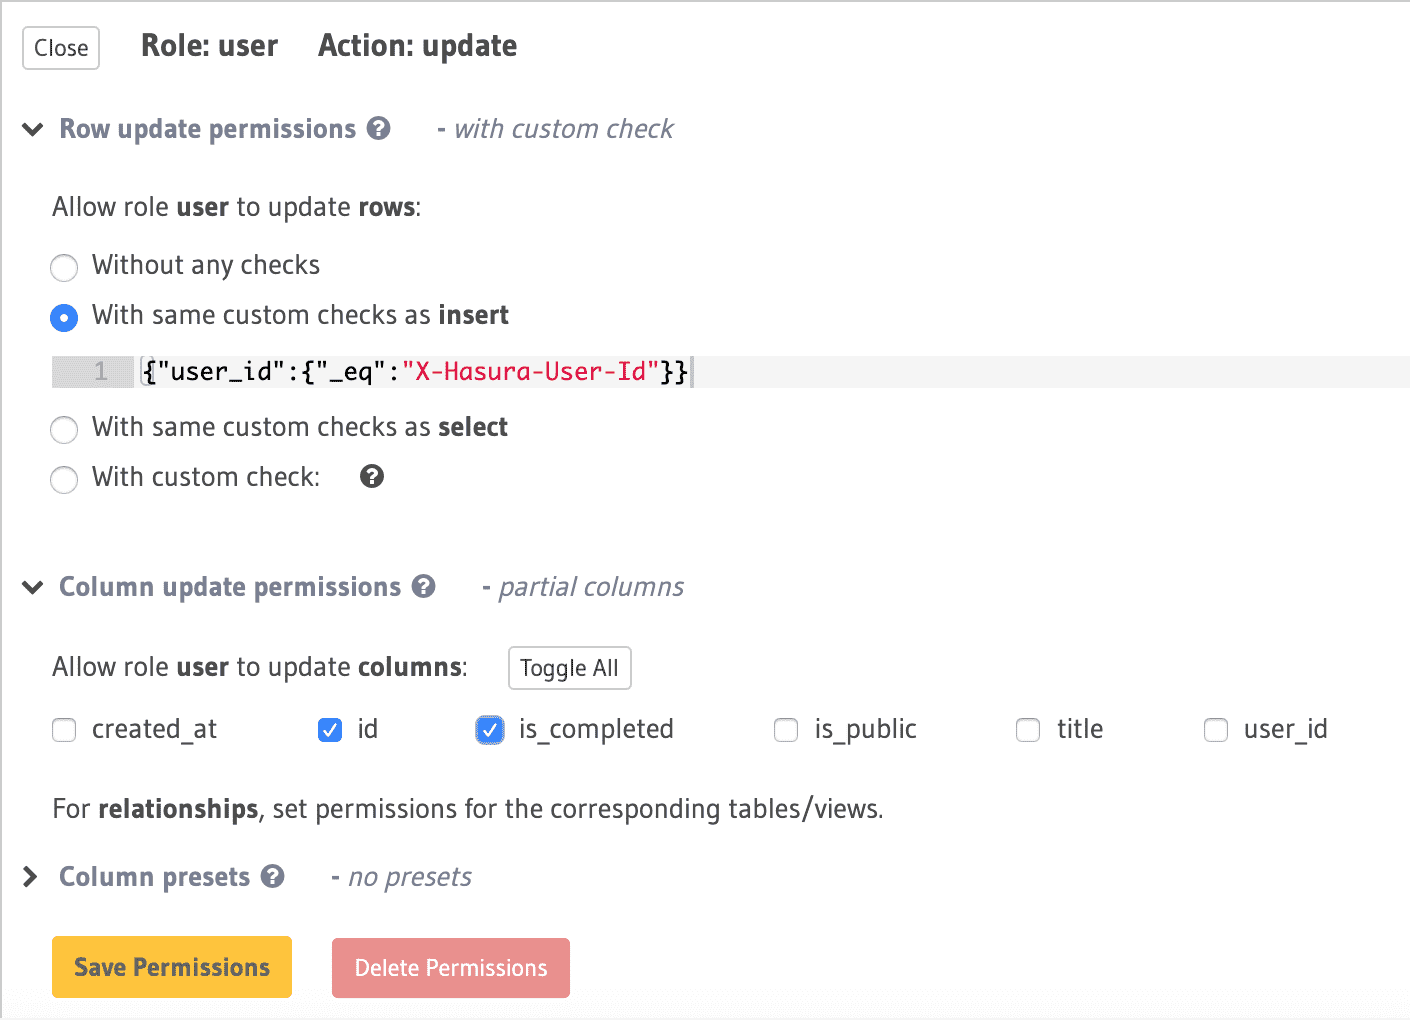 Close Role: user Action: update
Row update permissions ? - with custom check
Allow role user to update rows:
Without any checks
With same custom checks as insert
1 {"user_id":{"_eq":"X-Hasura-User-Id"}}
With same custom checks as select
With custom check: ?
Column update permissions ? - partial columns
Allow role user to update columns: Toggle All
created_at id is_completed is_public title user_id
For relationships, set permissions for the corresponding tables/views.
Column presets ? - no presets
Save Permissions Delete Permissions